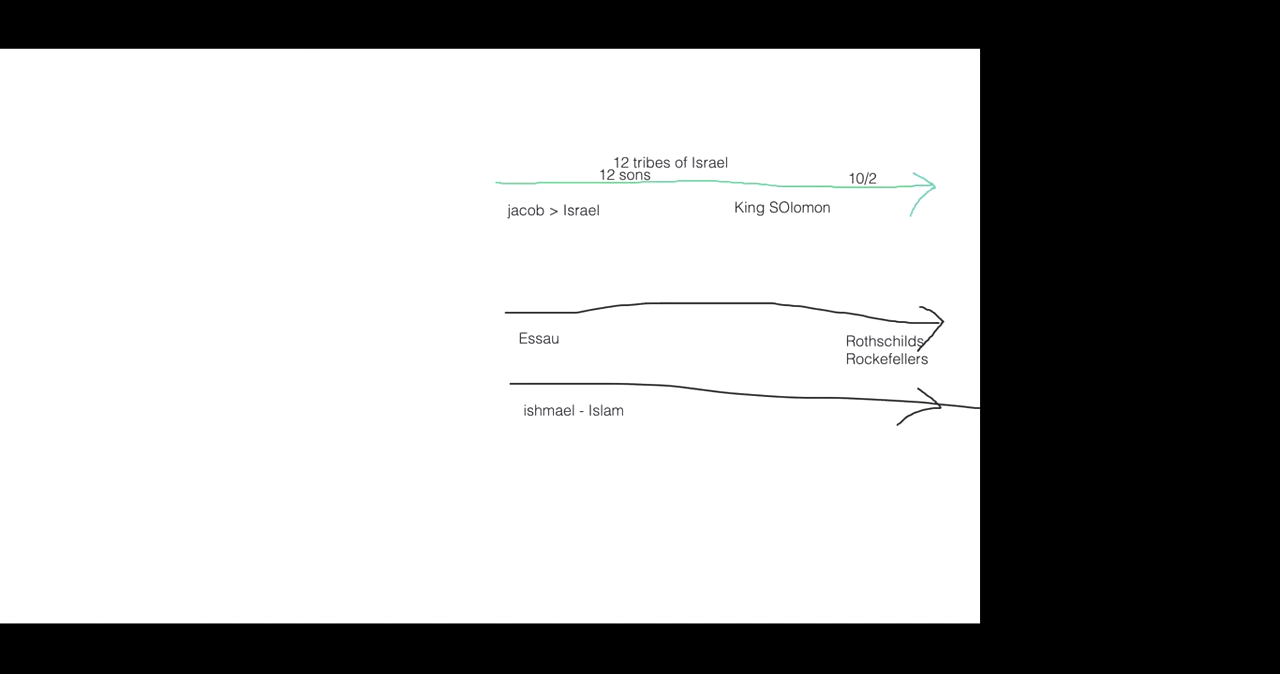 12 tribes of Israel
12 sons
10/2
jacob > Israel
King SOlomon
Essau
Rothschilds
Rockefellers
ishmael - Islam